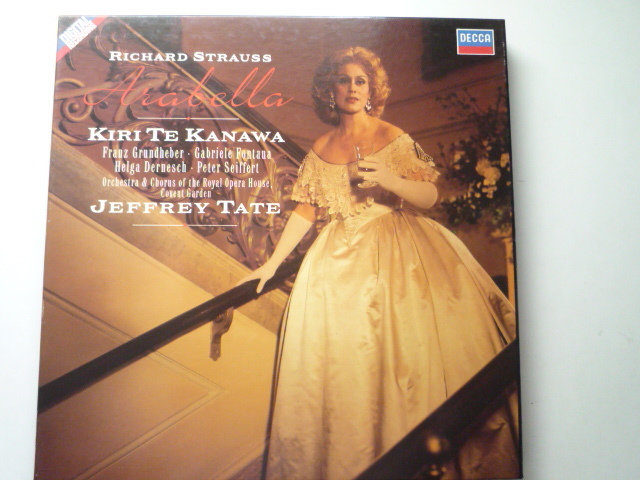 DIGITAL
DECCA
RICHARD STRAUSS
Arabella
KIRI TE KANAWA
Franz Grundheber · Gabriele Fontana
Helga Dernesch · Peter Seiffert
Orchestra & Chorus of the Royal Opera House,
Covent Garden
JEFFREY TATE